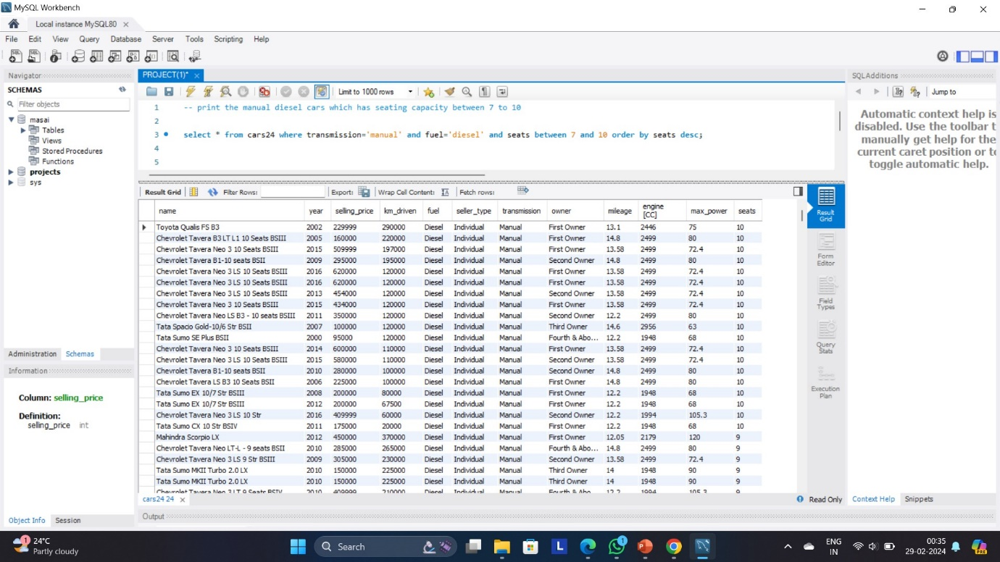 MySQL Workbench
Local instance MySQL80
File Edit View Query Database Server Tools Scripting Help
Navigator
SCHEMAS
Filter objects
masai
Tables
Views
Stored Procedures
Functions
projects
sys
Administration Schemas
Information
Column: selling_price
Definition:
selling_price int
Object Info Session
PROJECT(1)*
Limit to 1000 rows
1 -- print the manual diesel cars which has seating capacity between 7 to 10
2
3 select * from cars24 where transmission='manual' and fuel='diesel' and seats between 7 and 10 order by seats desc;
4
5
Result Grid Filter Rows: Export: Wrap Cell Content: Fetch rows:
name year selling_price km_driven fuel seller_type transmission owner mileage engine [CC] max_power seats
Toyota Qualis FS B3 2002 229999 290000 Diesel Individual Manual First Owner 13.1 2446 75 10
Chevrolet Tavera B3 LT L1 10 Seats BSIII 2005 160000 220000 Diesel Individual Manual First Owner 14.8 2499 80 10
Chevrolet Tavera Neo 3 10 Seats BSIII 2015 509999 197000 Diesel Individual Manual First Owner 13.58 2499 72.4 10
Chevrolet Tavera B1-10 seats BSII 2009 295000 195000 Diesel Individual Manual Second Owner 14.8 2499 80 10
Chevrolet Tavera Neo 3 LS 10 Seats BSIII 2016 620000 120000 Diesel Individual Manual First Owner 13.58 2499 72.4 10
Chevrolet Tavera Neo 3 LS 10 Seats BSIII 2016 620000 120000 Diesel Individual Manual First Owner 13.58 2499 72.4 10
Chevrolet Tavera Neo 3 LS 10 Seats BSIII 2013 454000 120000 Diesel Individual Manual Second Owner 13.58 2499 72.4 10
Chevrolet Tavera Neo 3 10 Seats BSIII 2015 434000 120000 Diesel Individual Manual First Owner 13.58 2499 72.4 10
Chevrolet Tavera Neo LS B3 - 10 seats BSIII 2011 350000 120000 Diesel Individual Manual Second Owner 12.2 2499 80 10
Tata Spacio Gold-10/6 Str BSII 2007 100000 120000 Diesel Individual Manual Third Owner 14.6 2956 63 10
Tata Sumo SE Plus BSII 2000 95000 120000 Diesel Individual Manual Fourth & Abo... 12.2 1948 68 10
Chevrolet Tavera Neo 3 10 Seats BSIII 2014 600000 110000 Diesel Individual Manual First Owner 13.58 2499 72.4 10
Chevrolet Tavera Neo 3 LS 10 Seats BSIII 2015 580000 110000 Diesel Individual Manual Second Owner 13.58 2499 72.4 10
Chevrolet Tavera B1-10 seats BSII 2010 280000 100000 Diesel Individual Manual Second Owner 14.8 2499 80 10
Chevrolet Tavera LS B3 10 Seats BSII 2006 225000 100000 Diesel Individual Manual First Owner 14.8 2499 80 10
Tata Sumo EX 10/7 Str BSIII 2008 200000 80000 Diesel Individual Manual First Owner 12.2 1948 68 10
Tata Sumo EX 10/7 Str BSIII 2012 200000 67500 Diesel Individual Manual First Owner 12.2 1948 68 10
Chevrolet Tavera Neo 3 LS 10 Str 2016 409999 60000 Diesel Individual Manual Second Owner 12.2 1994 105.3 10
Tata Sumo CX 10 Str BSIV 2011 175000 20000 Diesel Individual Manual First Owner 12.2 1948 68 10
Mahindra Scorpio LX 2012 450000 370000 Diesel Individual Manual First Owner 12.05 2179 120 9
Chevrolet Tavera Neo LT-L - 9 seats BSII 2010 285000 265000 Diesel Individual Manual Fourth & Abo... 14.8 2499 80 9
Chevrolet Tavera Neo 3 LS 9 Str BSIII 2009 305000 230000 Diesel Individual Manual Second Owner 13.58 2499 72.4 9
Tata Sumo MKII Turbo 2.0 LX 2010 150000 225000 Diesel Individual Manual Third Owner 14 1948 90 9
Tata Sumo MKII Turbo 2.0 LX 2010 150000 225000 Diesel Individual Manual Third Owner 14 1948 90 9
Chevrolet Tavera Neo 3 LT 9 Seats BSIV 2010 409999 210000 Diesel Individual Manual Fourth & Abo... 12.2 1994 105.3 9
cars24 24
Read Only
Output
Result Grid
Form Editor
Field Types
Query Stats
Execution Plan
SQLAdditions
Jump to
Automatic context help is
disabled. Use the toolbar t
manually get help for the
current caret position or to
toggle automatic help.
Context Help Snippets
1
24°C
Partly cloudy
Search
L
1
ENG
IN
00:35
29-02-2024
PRE